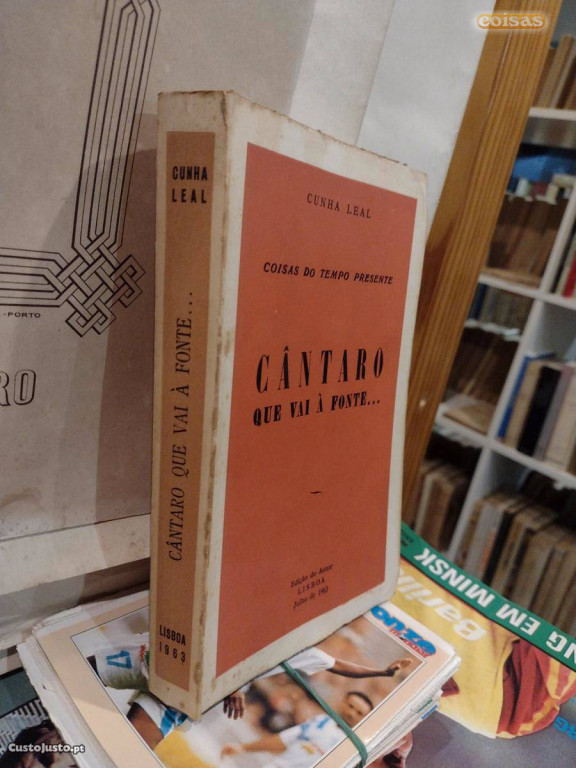 coisas
CUNHA
LEAL
CÂNTARO QUE VAI À FONTE...
LISBOA
1963
CUNHA LEAL
COISAS DO TEMPO PRESENTE
CÂNTARO
QUE VAI À FONTE...
Edição do Autor
LISBOA
Julho de 1963
.-PORTO
RO
NG EM MINSK
CustoJusto.pt